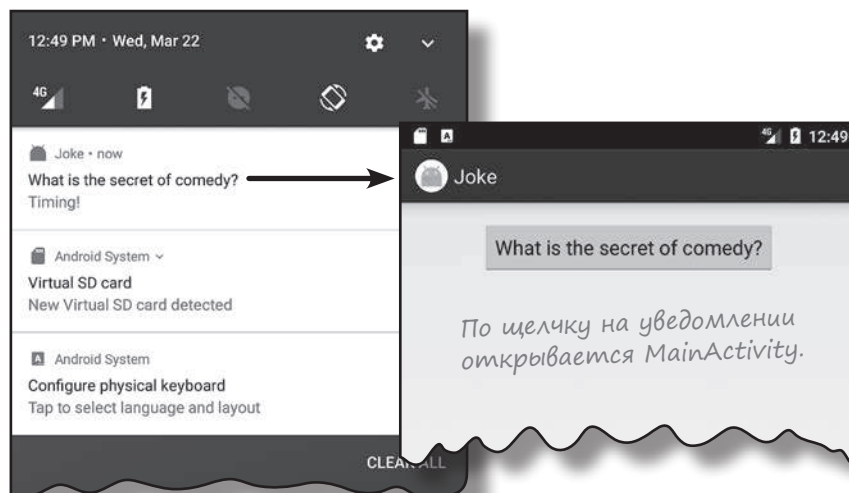 12:49 PM • Wed, Mar 22
4G
Joke • now
What is the secret of comedy?
Timing!
Android System
Virtual SD card
New Virtual SD card detected
A Android System
Configure physical keyboard
Tap to select language and layout
CLEAR ALL
A 4G 12:49
Joke
What is the secret of comedy?
По щелчку на уведомлении
открывается MainActivity.